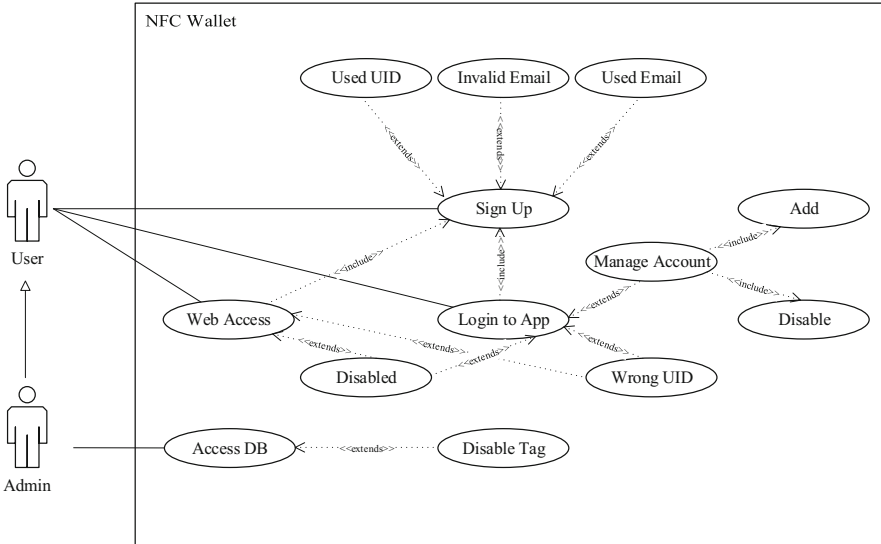 NFC Wallet
Used UID
Invalid Email
Used Email
<<extends>>
<<extends>>
<<extends>>
Sign Up
Add
User
<<include>>
<<include>>
<<include>>
Manage Account
<<extends>>
<<include>>
Web Access
Login to App
Disable
<<extends>>
<<extends>>
<<extends>>
<<extends>>
Disabled
Wrong UID
Admin
Access DB
<<extends>>
Disable Tag